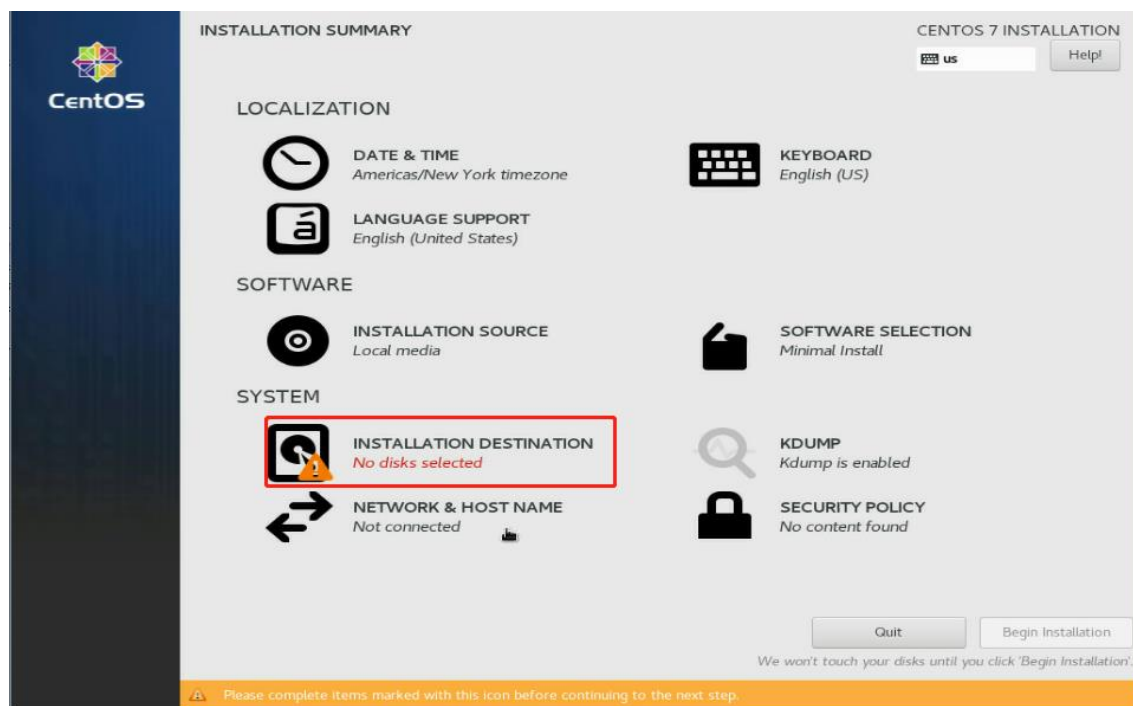 INSTALLATION SUMMARY
CENTOS 7 INSTALLATION
us
Help!
CentOS
LOCALIZATION
DATE & TIME
Americas/New York timezone
KEYBOARD
English (US)
LANGUAGE SUPPORT
English (United States)
SOFTWARE
INSTALLATION SOURCE
Local media
SOFTWARE SELECTION
Minimal Install
SYSTEM
INSTALLATION DESTINATION
No disks selected
KDUMP
Kdump is enabled
NETWORK & HOST NAME
Not connected
SECURITY POLICY
No content found
Quit
Begin Installation
We won't touch your disks until you click 'Begin Installation'.
Please complete items marked with this icon before continuing to the next step.